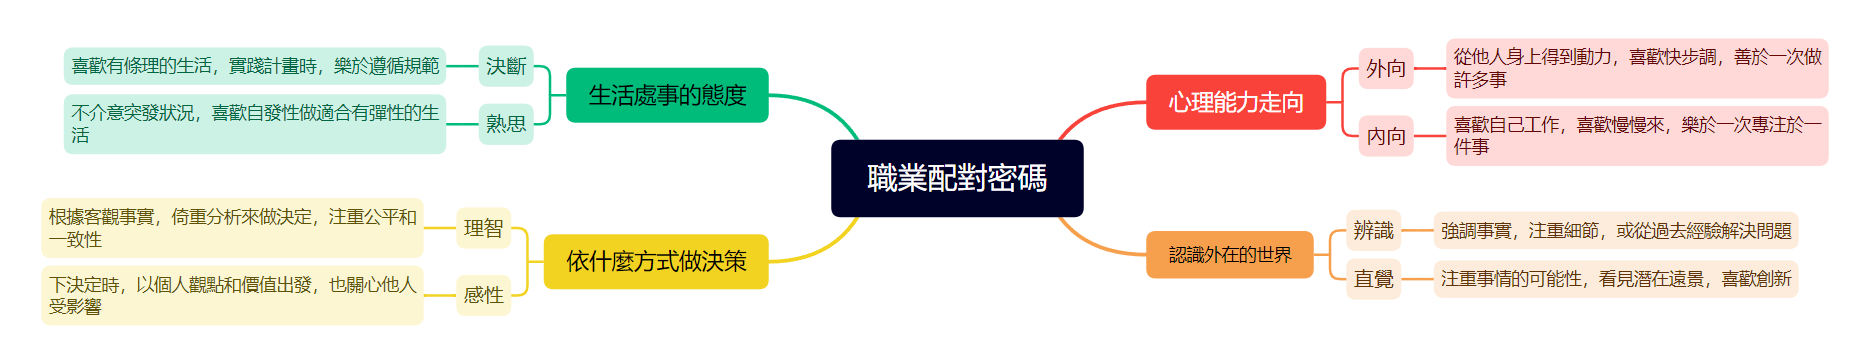 職業配對密碼
心理能力走向
外向
從他人身上得到動力，喜歡快步調，善於一次做
許多事
內向
喜歡自己工作，喜歡慢慢來，樂於一次專注於一
件事
認識外在的世界
辨識
強調事實，注重細節，或從過去經驗解決問題
直覺
注重事情的可能性，看見潛在遠景，喜歡創新
生活處事的態度
決斷
喜歡有條理的生活，實踐計畫時，樂於遵循規範
熟思
不介意突發狀況，喜歡自發性做適合有彈性的生
活
依什麼方式做決策
理智
根據客觀事實，倚重分析來做決定，注重公平和
一致性
感性
下決定時，以個人觀點和價值出發，也關心他人
受影響